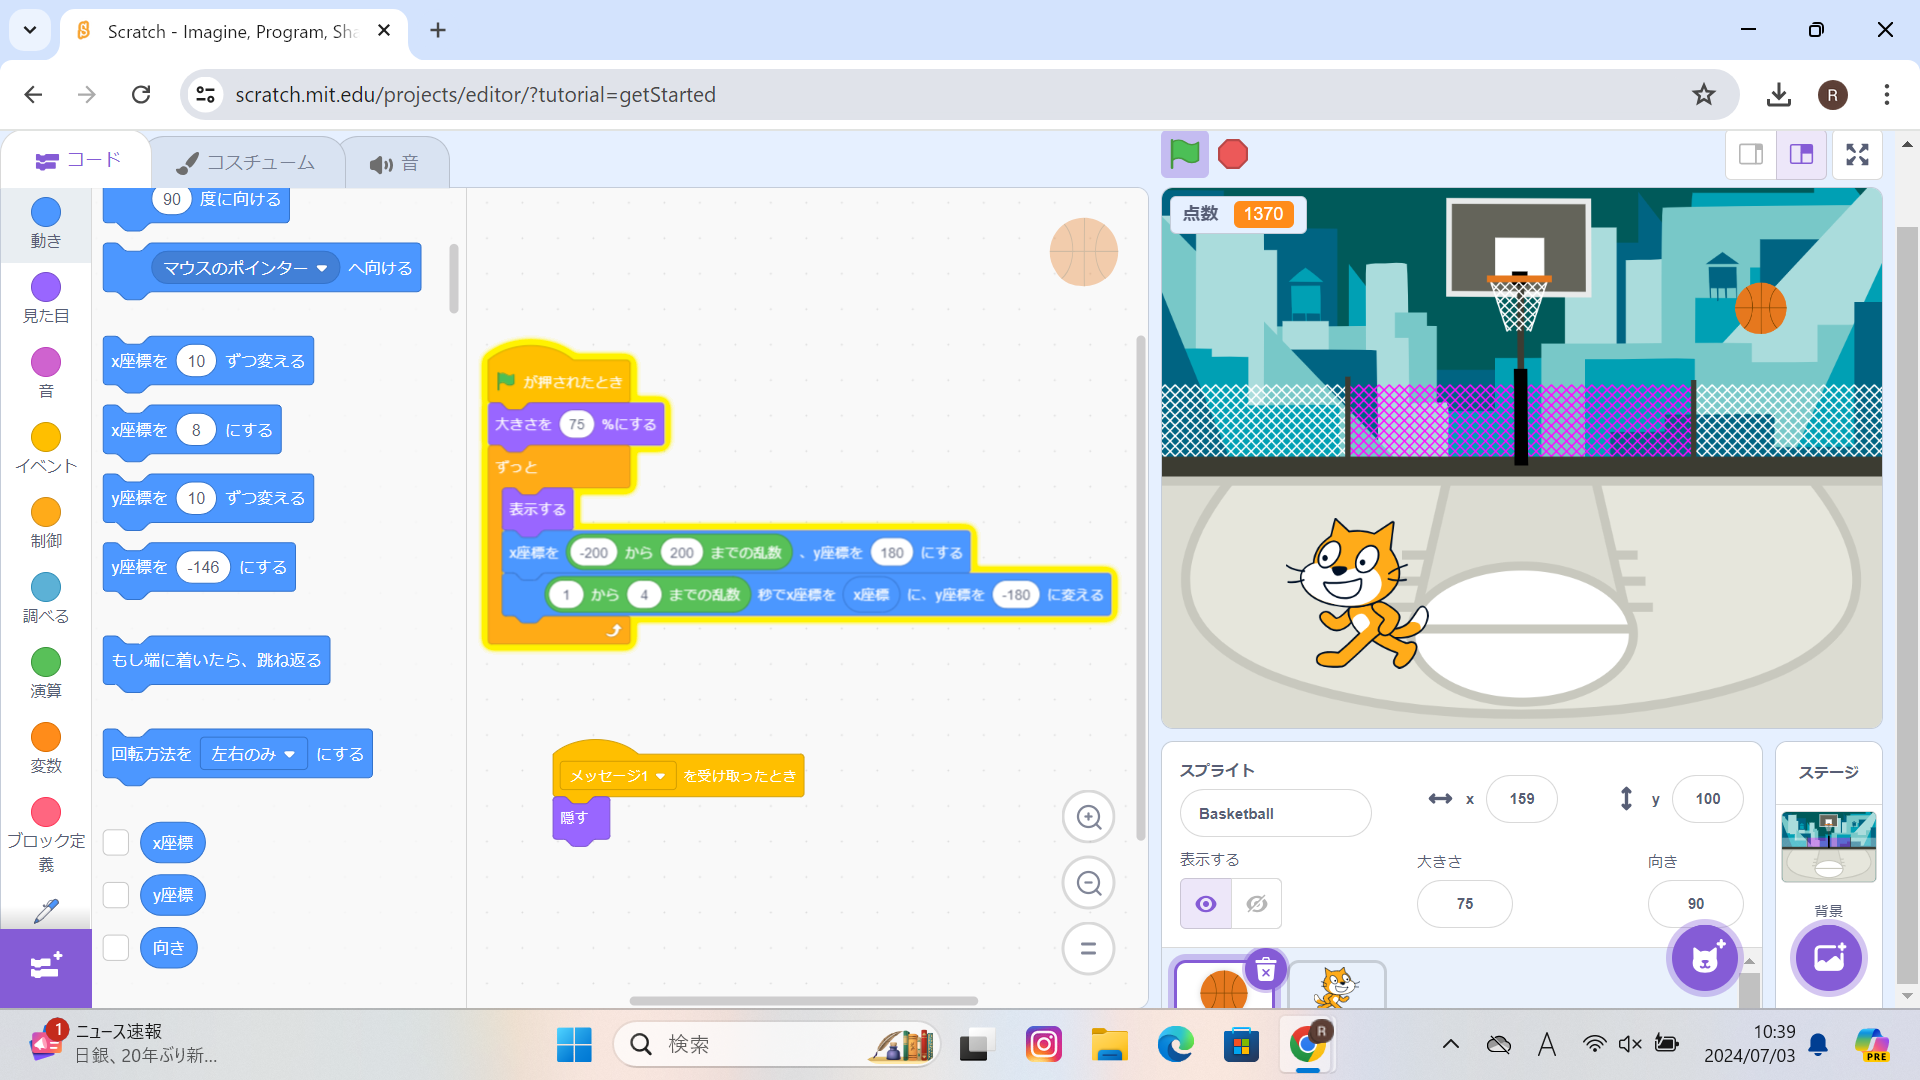 Scratch - Imagine, Program, Sha
scratch.mit.edu/projects/editor/?tutorial=getStarted
R
コード
コスチューム
音
動き
見た目
音
イベント
制御
調べる
演算
変数
ブロック定
義
90 度に向ける
マウスのポインター へ向ける
x座標を 10 ずつ変える
x座標を 8 にする
y座標を 10 ずつ変える
y座標を -146 にする
もし端に着いたら、跳ね返る
回転方法を 左右のみ にする
x座標
y座標
向き
が押されたとき
大きさを 75 %にする
ずっと
表示する
x座標を -200 から 200 までの乱数 、y座標を 180 にする
1 から 4 までの乱数 秒でx座標を x座標 に、y座標を -180 に変える
メッセージ1 を受け取ったとき
隠す
点数 1370
スプライト
Basketball
x 159
y 100
表示する
大きさ
75
向き
90
ステージ
背景
1
ニュース速報
日銀、20年ぶり新...
検索
R
A
10:39
2024/07/03
PRE